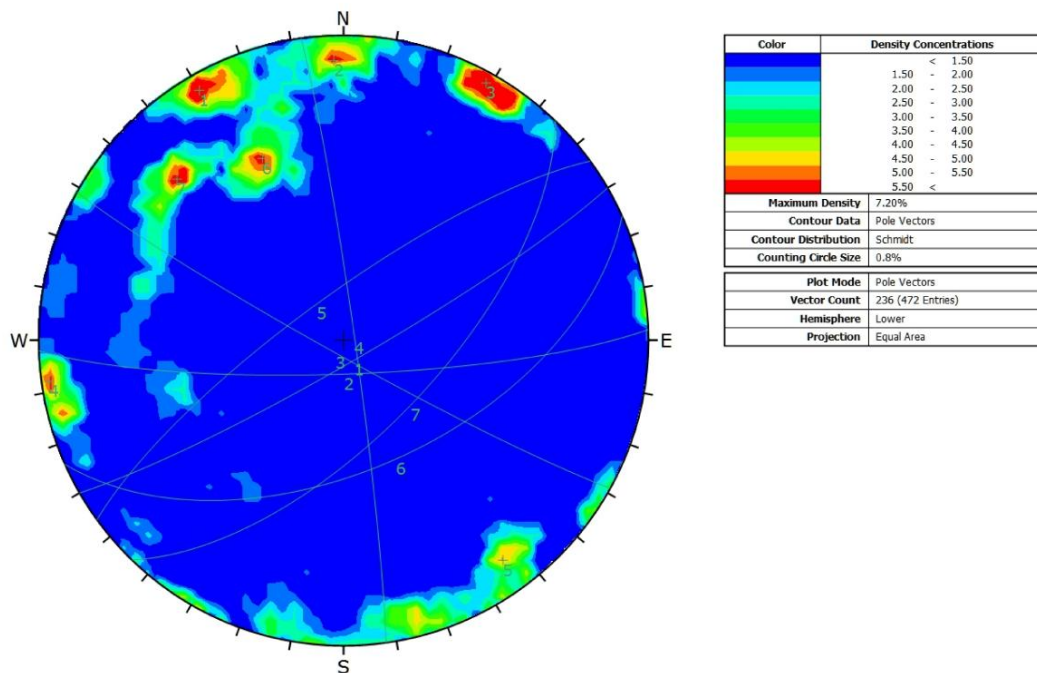 N
1
2
3
6
7
5
W
E
4
3
1
2
4
7
6
5
S
Color Density Concentrations
< 1.50
1.50 - 2.00
2.00 - 2.50
2.50 - 3.00
3.00 - 3.50
3.50 - 4.00
4.00 - 4.50
4.50 - 5.00
5.00 - 5.50
5.50 <
Maximum Density 7.20%
Contour Data Pole Vectors
Contour Distribution Schmidt
Counting Circle Size 0.8%
Plot Mode Pole Vectors
Vector Count 236 (472 Entries)
Hemisphere Lower
Projection Equal Area